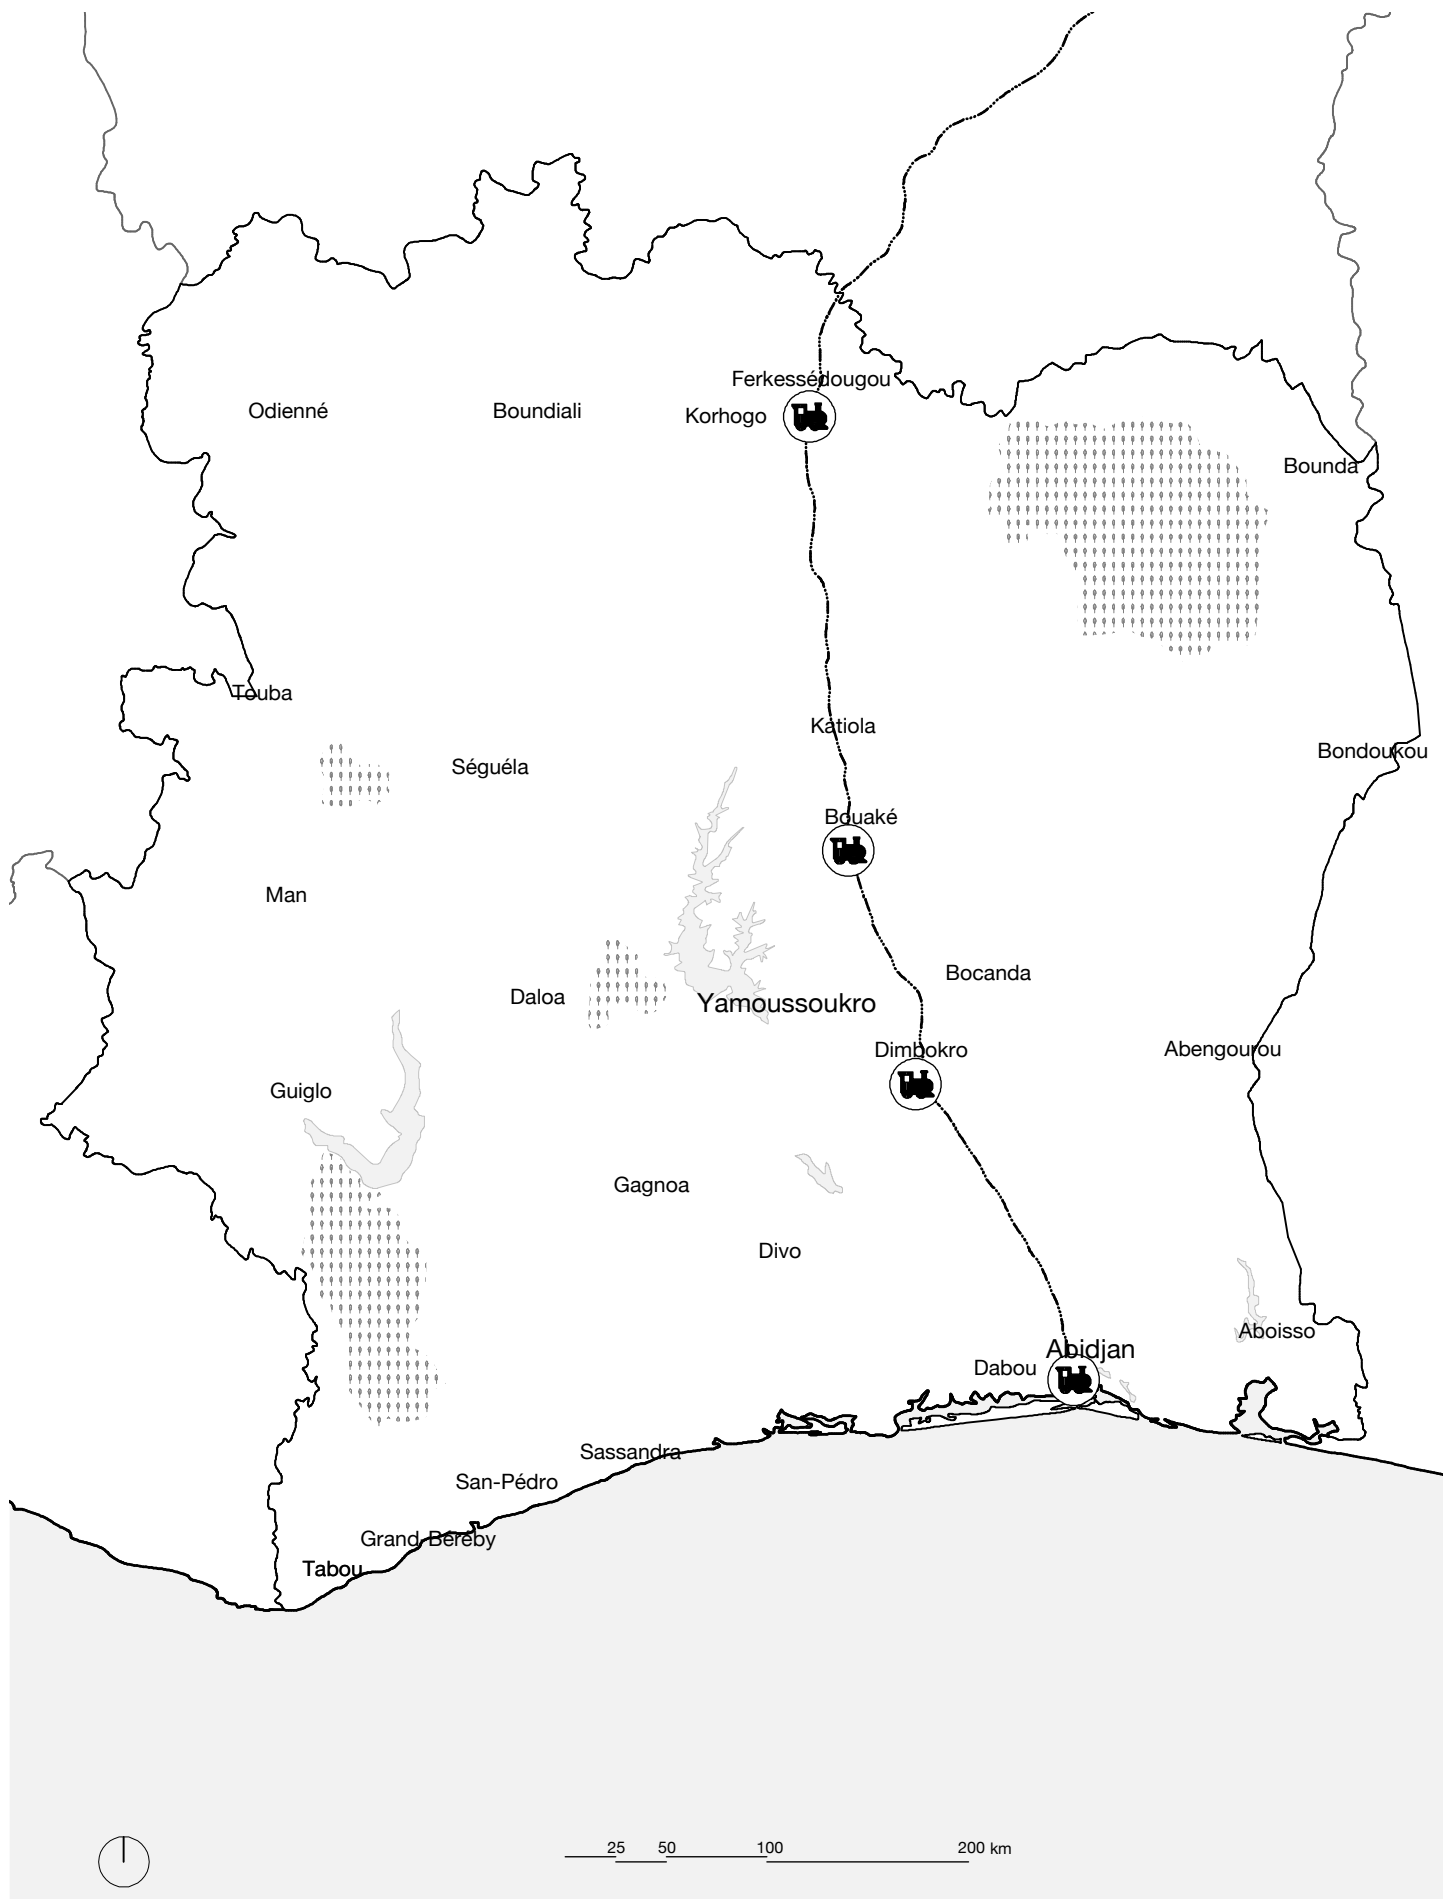 Ferkessédougou
Odienné
Boundiali
Korhogo
Bounda
Touba
Katiola
Bondoukou
Séguéla
Bouaké
Man
Bocanda
Daloa
Yamoussoukro
Dimbokro
Abengourou
Guiglo
Gagnoa
Divo
Aboisso
Abidjan
Dabou
Sassandra
San-Pédro
Grand-Béréby
Tabou
25 50 100 200 km